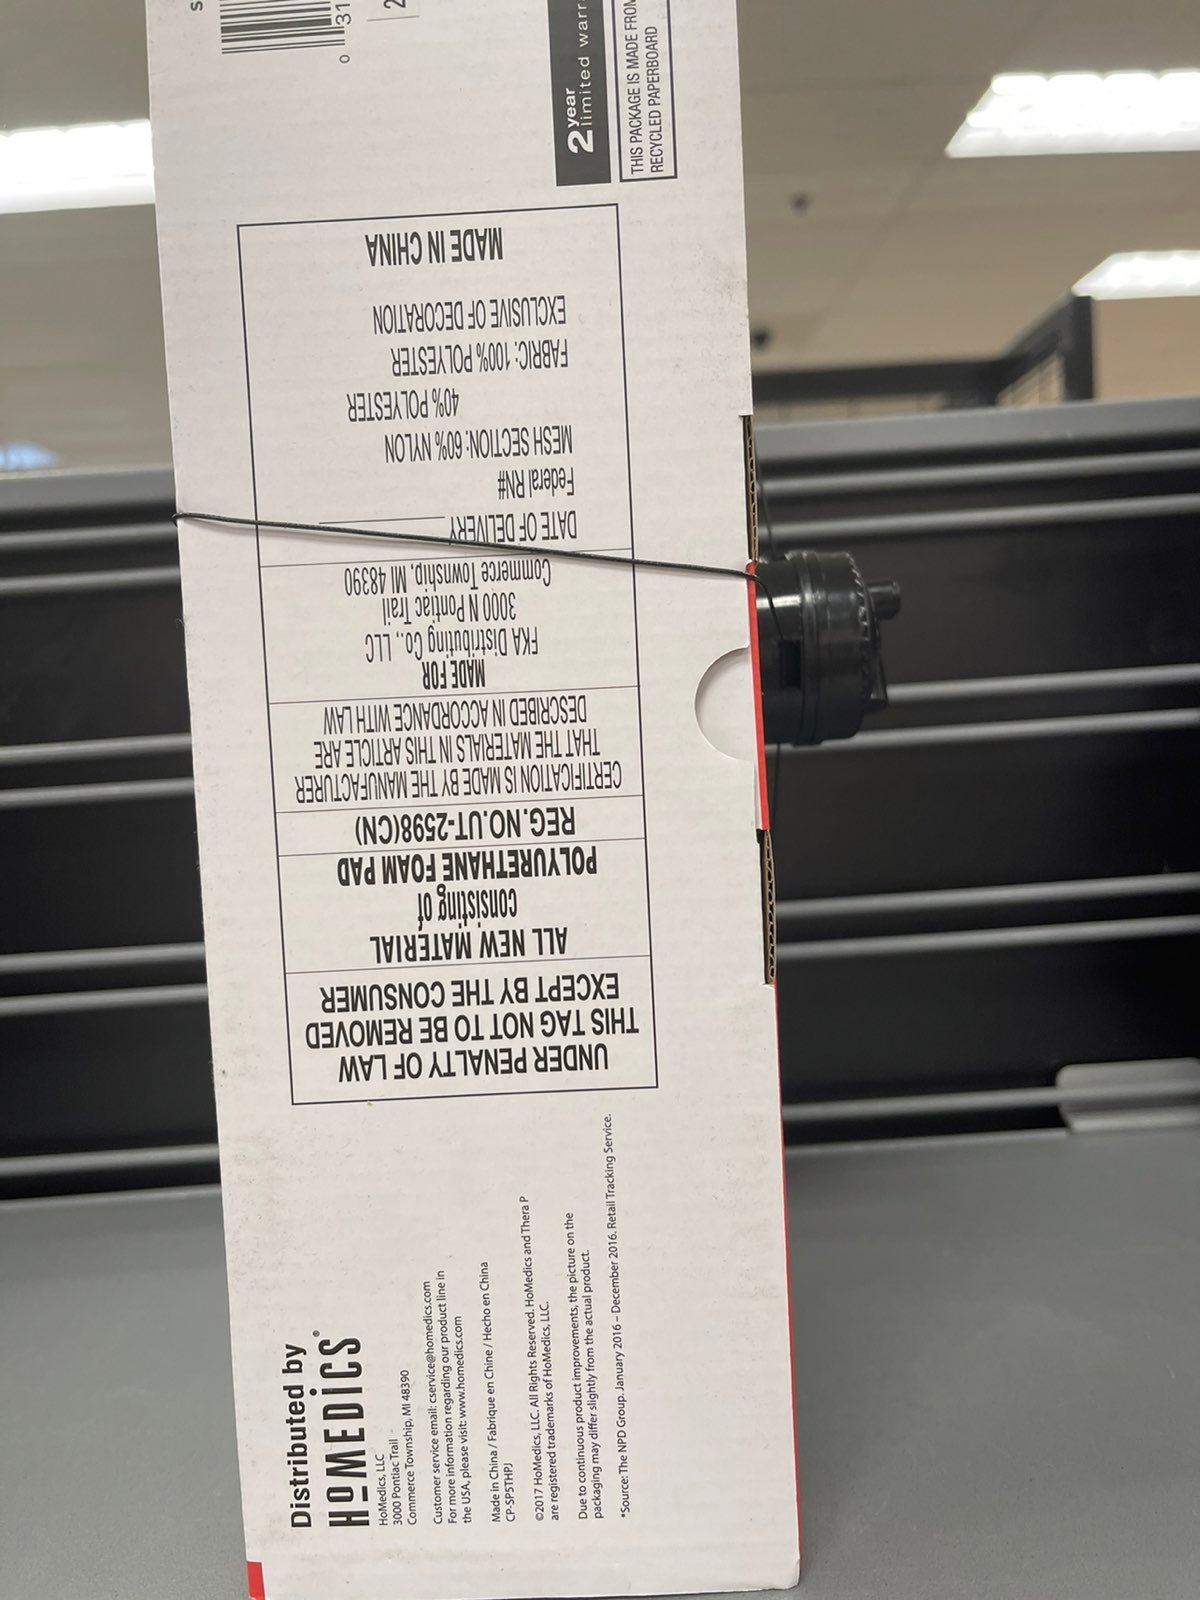 Distributed by
HoMEDICS®
HoMedics, LLC
3000 Pontiac Trail
Commerce Township, MI 48390
Customer service email: cservice@homedics.com
For more information regarding our product line in
the USA, please visit: www.homedics.com
Made in China / Fabrique en Chine / Hecho en China
CP-SP5THPJ
©2017 HoMedics, LLC. All Rights Reserved. HoMedics and Thera P
are registered trademarks of HoMedics, LLC.
Due to continuous product improvements, the picture on the
packaging may differ slightly from the actual product.
*Source: The NPD Group. January 2016 – December 2016. Retail Tracking Service.
UNDER PENALTY OF LAW
THIS TAG NOT TO BE REMOVED
EXCEPT BY THE CONSUMER
ALL NEW MATERIAL
consisting of
POLYURETHANE FOAM PAD
REG.NO.UT-2598(CN)
CERTIFICATION IS MADE BY THE MANUFACTURER
THAT THE MATERIALS IN THIS ARTICLE ARE
DESCRIBED IN ACCORDANCE WITH LAW
MADE FOR
FKA Distributing Co., LLC
3000 N Pontiac Trail
Commerce Township, MI 48390
DATE OF DELIVERY
Federal RN#
MESH SECTION: 60% NYLON
40% POLYESTER
FABRIC: 100% POLYESTER
EXCLUSIVE OF DECORATION
MADE IN CHINA
2 year
limited warr
THIS PACKAGE IS MADE FROM
RECYCLED PAPERBOARD
0 31
2
S